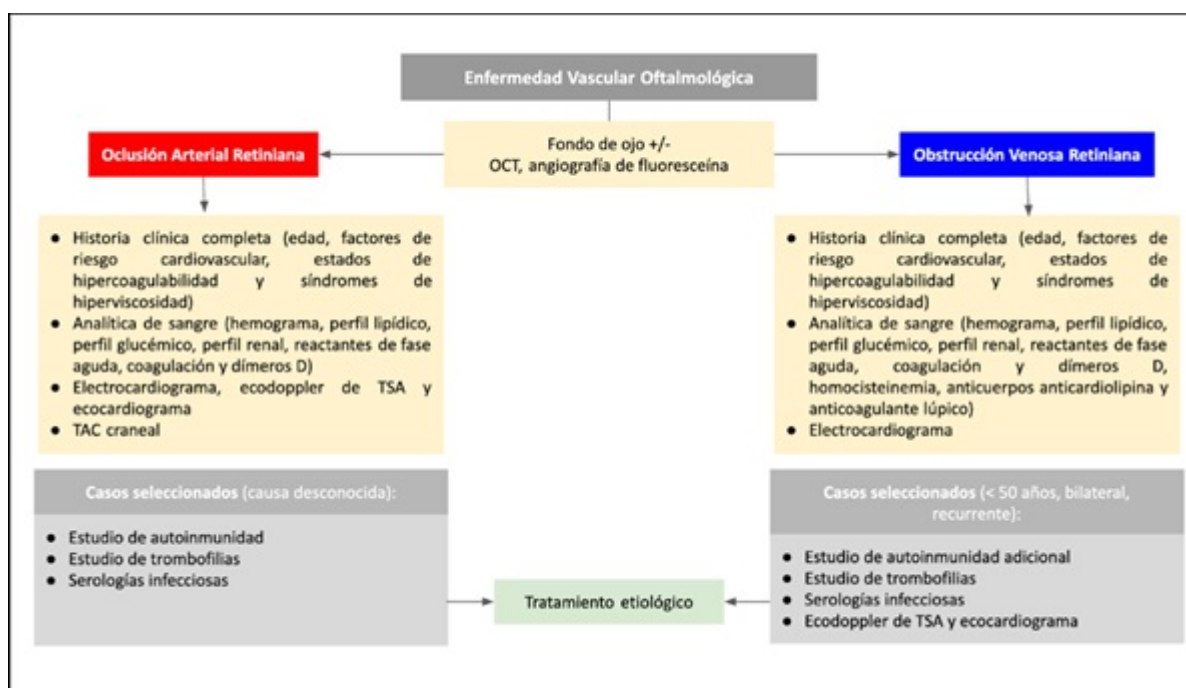 Enfermedad Vascular Oftalmológica
Fondo de ojo +/-
OCT, angiografía de fluoresceína
Oclusión Arterial Retiniana
Obstrucción Venosa Retiniana
● Historia clínica completa (edad, factores de
riesgo cardiovascular, estados de
hipercoagulabilidad y síndromes de
hiperviscosidad)
● Analítica de sangre (hemograma, perfil lipídico,
perfil glucémico, perfil renal, reactantes de fase
aguda, coagulación y dímeros D)
● Electrocardiograma, ecodoppler de TSA y
ecocardiograma
● TAC craneal
● Historia clínica completa (edad, factores de
riesgo cardiovascular, estados de
hipercoagulabilidad y síndromes de
hiperviscosidad)
● Analítica de sangre (hemograma, perfil lipídico,
perfil glucémico, perfil renal, reactantes de fase
aguda, coagulación y dímeros D,
homocisteinemia, anticuerpos anticardiolipina y
anticoagulante lúpico)
● Electrocardiograma
Casos seleccionados (causa desconocida):
● Estudio de autoinmunidad
● Estudio de trombofilias
● Serologías infecciosas
Casos seleccionados (< 50 años, bilateral,
recurrente):
● Estudio de autoinmunidad adicional
● Estudio de trombofilias
● Serologías infecciosas
● Ecodoppler de TSA y ecocardiograma
Tratamiento etiológico